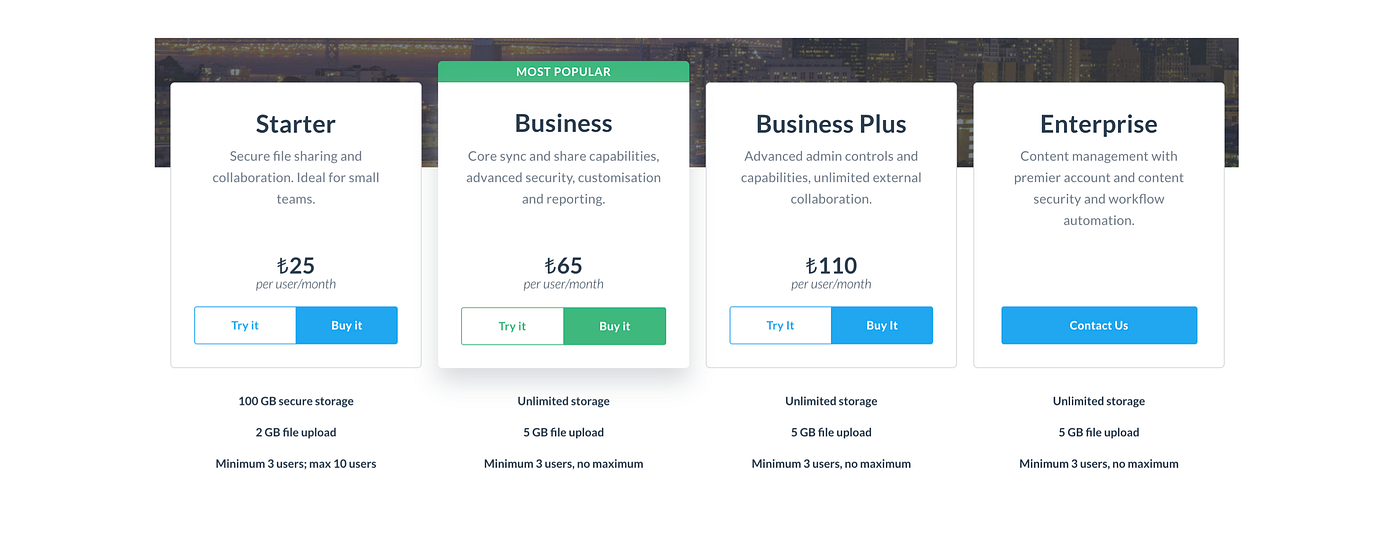 MOST POPULAR
Starter
Secure file sharing and
collaboration. Ideal for small
teams.
₺25
per user/month
Try it
Buy it
100 GB secure storage
2 GB file upload
Minimum 3 users; max 10 users
Business
Core sync and share capabilities,
advanced security, customisation
and reporting.
₺65
per user/month
Try it
Buy it
Unlimited storage
5 GB file upload
Minimum 3 users, no maximum
Business Plus
Advanced admin controls and
capabilities, unlimited external
collaboration.
₺110
per user/month
Try It
Buy It
Unlimited storage
5 GB file upload
Minimum 3 users, no maximum
Enterprise
Content management with
premier account and content
security and workflow
automation.
Contact Us
Unlimited storage
5 GB file upload
Minimum 3 users, no maximum